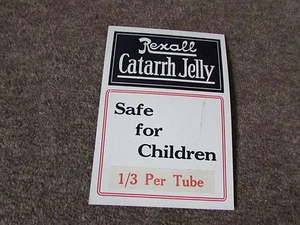 Rexall
Catarrh Jelly
Safe
for
Children
1/3 Per Tube